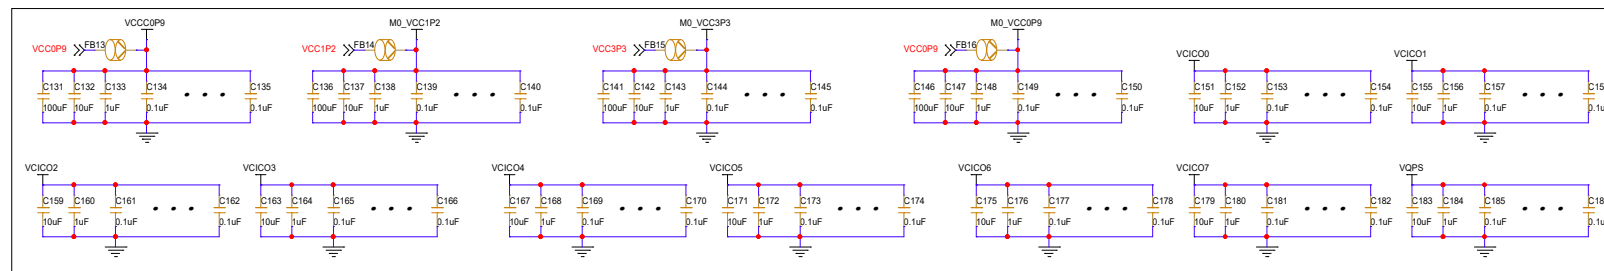 VCCC0P9 M0_VCC1P2 M0_VCC3P3 M0_VCC0P9
VCC0P9 FB13 VCC1P2 FB14 VCC3P3 FB15 VCC0P9 FB16 VCICO0 VCICO1
C131 C132 C133 C134 C135 C136 C137 C138 C139 C140 C141 C142 C143 C144 C145 C146 C147 C148 C149 C150 C151 C152 C153 C154 C155 C156 C157
100uF 10uF 1uF 0.1uF 0.1uF 100uF 10uF 1uF 0.1uF 0.1uF 100uF 10uF 1uF 0.1uF 0.1uF 100uF 10uF 1uF 0.1uF 0.1uF 10uF 1uF 0.1uF 0.1uF 10uF 1uF 0.1uF
VCICO2 VCICO3 VCICO4 VCICO5 VCICO6 VCICO7 VQPS
C159 C160 C161 C162 C163 C164 C165 C166 C167 C168 C169 C170 C171 C172 C173 C174 C175 C176 C177 C178 C179 C180 C181 C182 C183 C184 C185
10uF 1uF 0.1uF 0.1uF 10uF 1uF 0.1uF 0.1uF 10uF 1uF 0.1uF 0.1uF 10uF 1uF 0.1uF 0.1uF 10uF 1uF 0.1uF 0.1uF 10uF 1uF 0.1uF 0.1uF 10uF 1uF 0.1uF